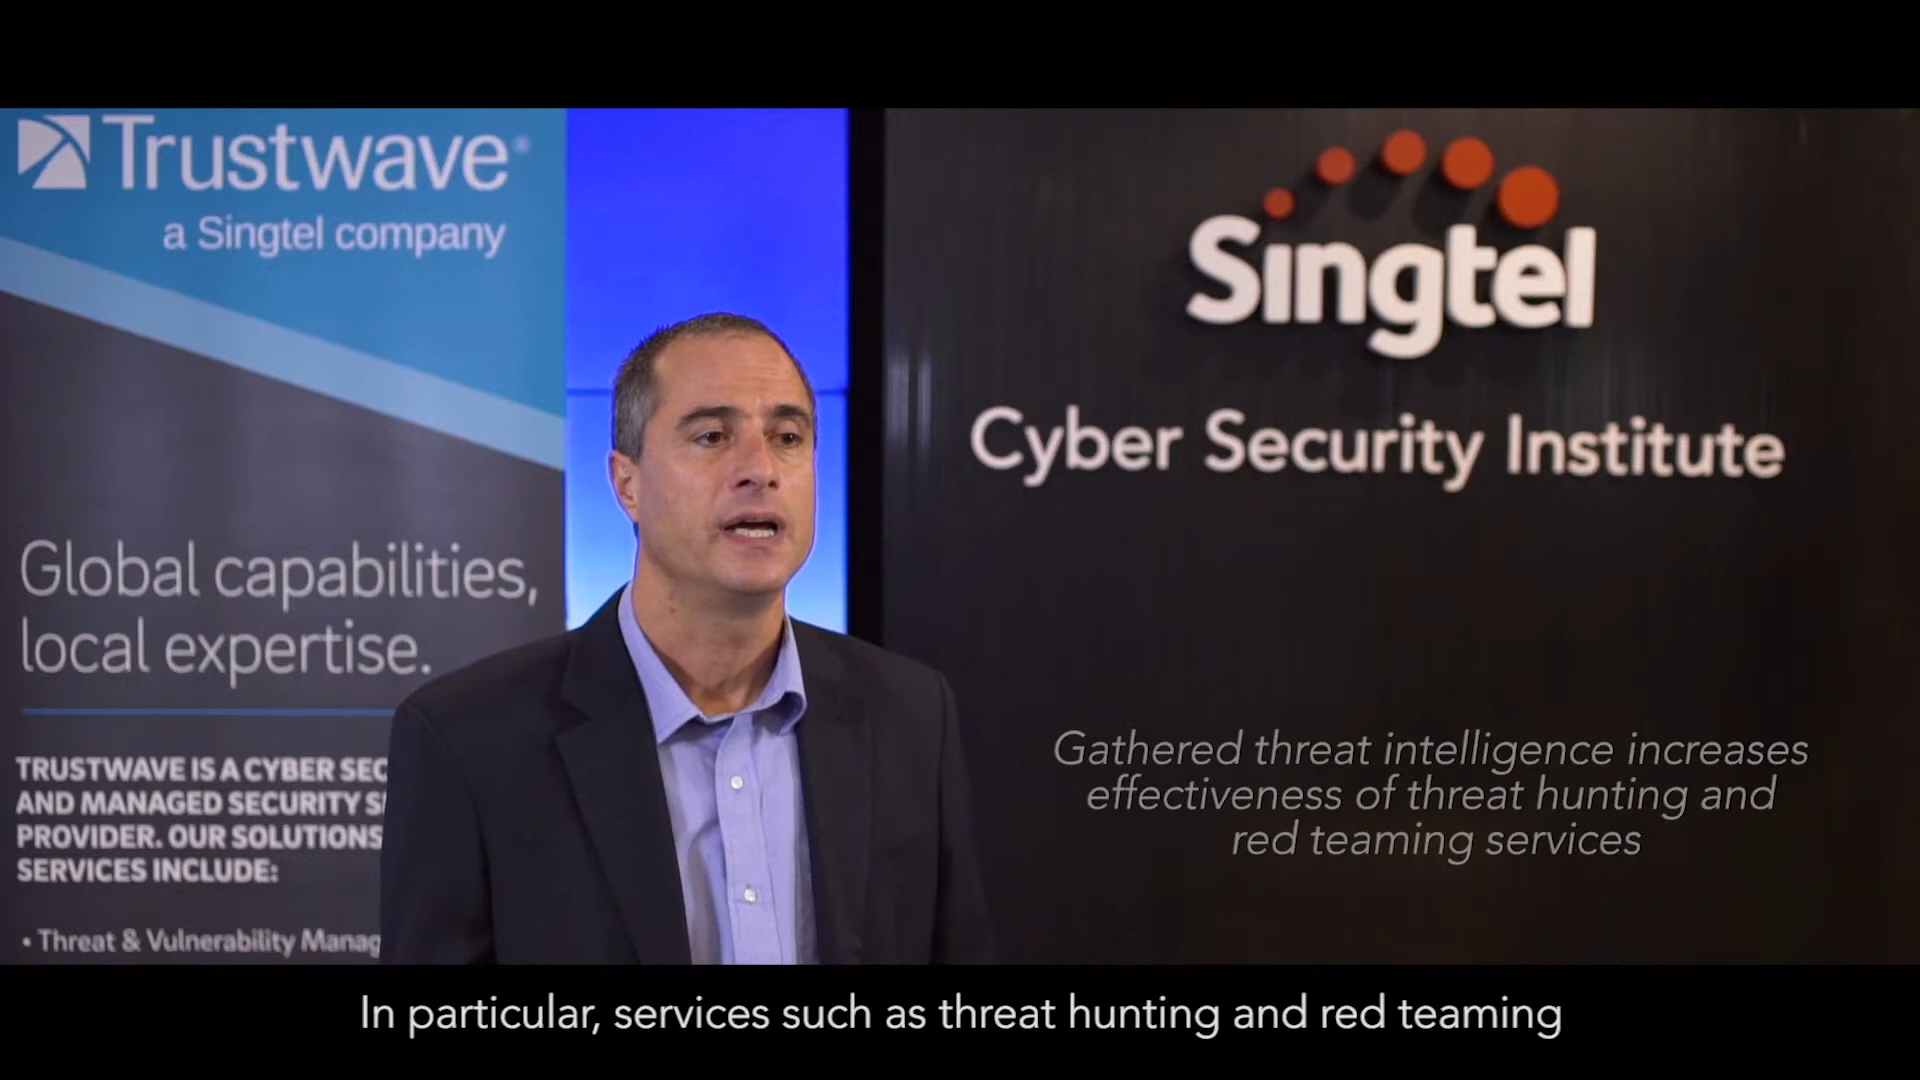 Trustwave®
a Singtel company
Global capabilities,
local expertise.
TRUSTWAVE IS A CYBER SEC
AND MANAGED SECURITY S
PROVIDER. OUR SOLUTIONS
SERVICES INCLUDE:
• Threat & Vulnerability Manag
Singtel
Cyber Security Institute
Gathered threat intelligence increases
effectiveness of threat hunting and
red teaming services
In particular, services such as threat hunting and red teaming